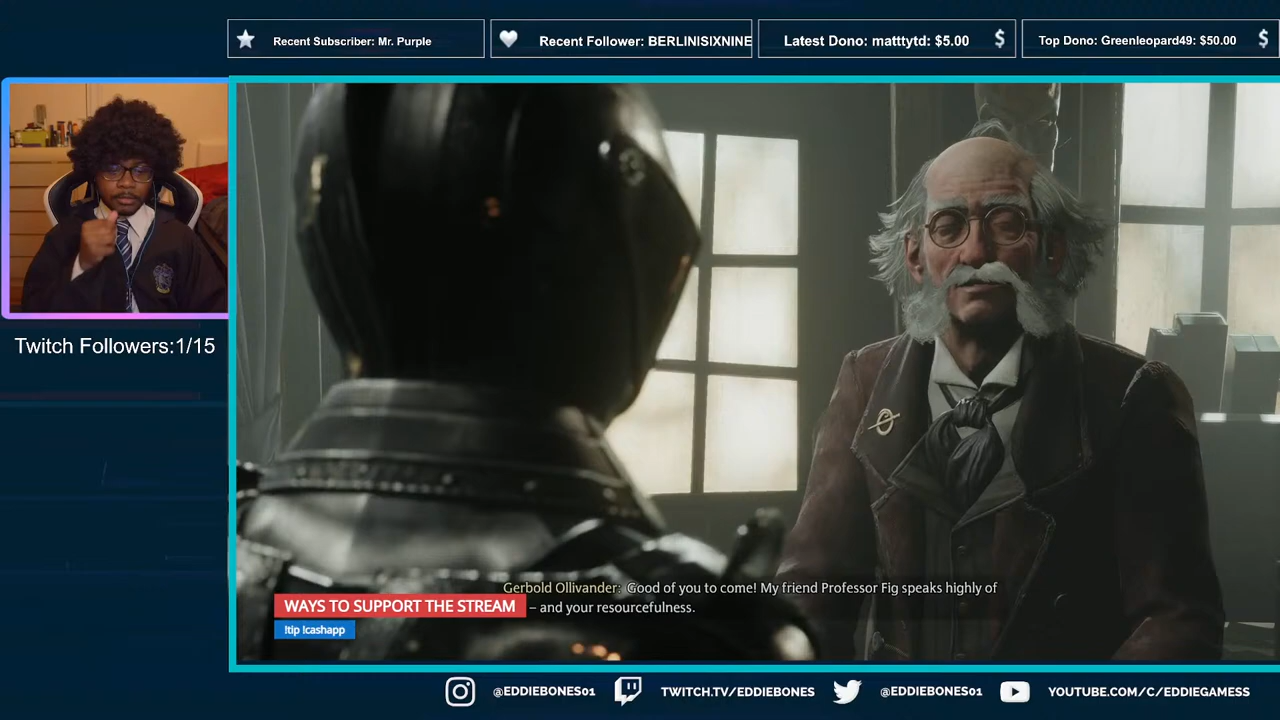 Recent Subscriber: Mr. Purple
Recent Follower: BERLINISIXNINE
Latest Dono: matttytd: $5.00
$
Top Dono: Greenleopard49: $50.00
$
Twitch Followers:1/15
Gerbold Ollivander: Good of you to come! My friend Professor Fig speaks highly of
– and your resourcefulness.
WAYS TO SUPPORT THE STREAM
!tip !cashapp
@EDDIEBONES01
TWITCH.TV/EDDIEBONES
@EDDIEBONES01
YOUTUBE.COM/C/EDDIEGAMESS